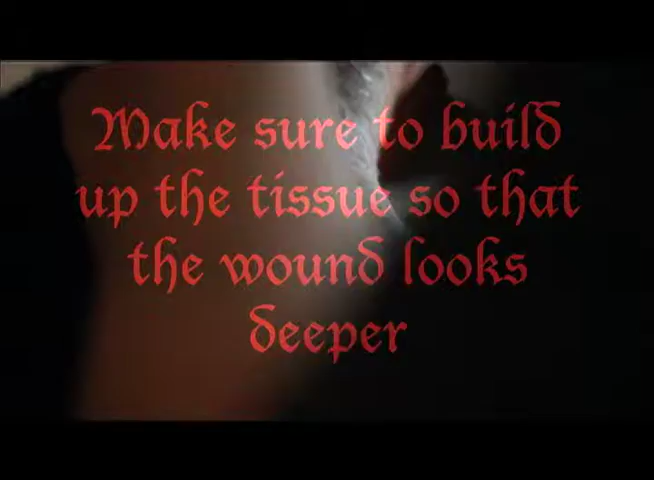 Make sure to build
up the tissue so that
the wound looks
deeper